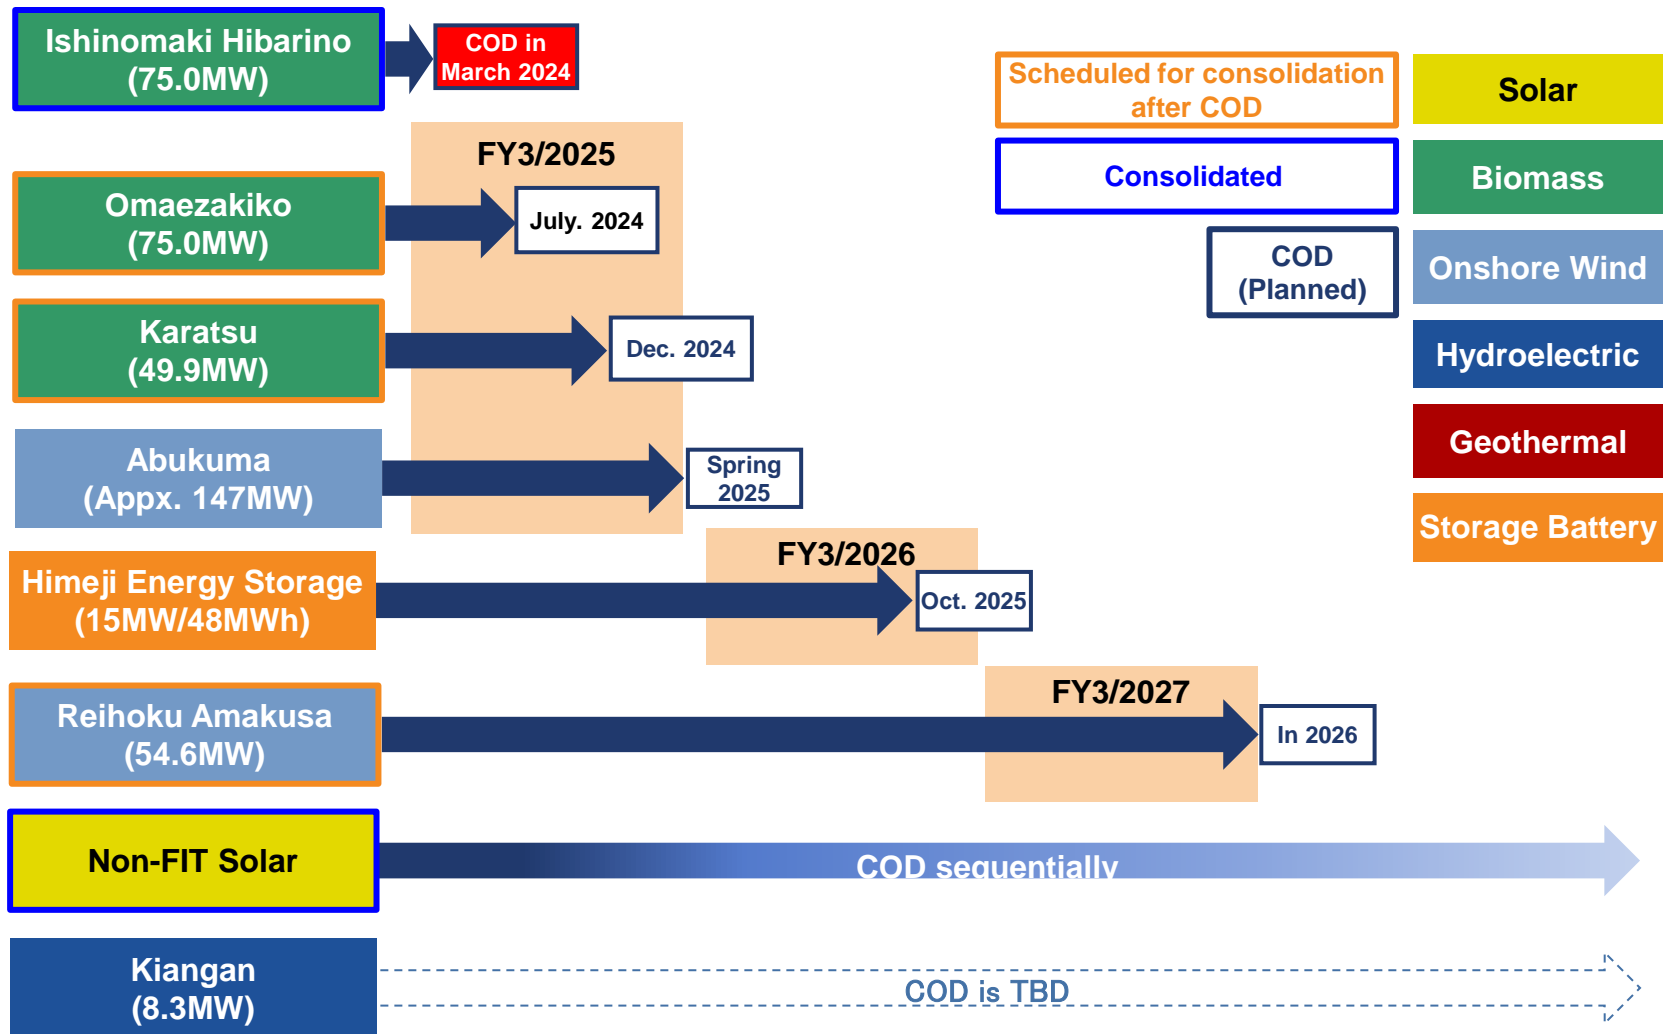 Ishinomaki Hibarino
(75.0MW)
COD in
March 2024
Scheduled for consolidation
after COD
Solar
FY3/2025
Consolidated
Biomass
Omaezakiko
(75.0MW)
July. 2024
COD
(Planned)
Onshore Wind
Karatsu
(49.9MW)
Dec. 2024
Hydroelectric
Geothermal
Abukuma
(Appx. 147MW)
Spring
2025
Storage Battery
FY3/2026
Himeji Energy Storage
(15MW/48MWh)
Oct. 2025
FY3/2027
Reihoku Amakusa
(54.6MW)
In 2026
Non-FIT Solar
COD sequentially
Kiangan
(8.3MW)
COD is TBD